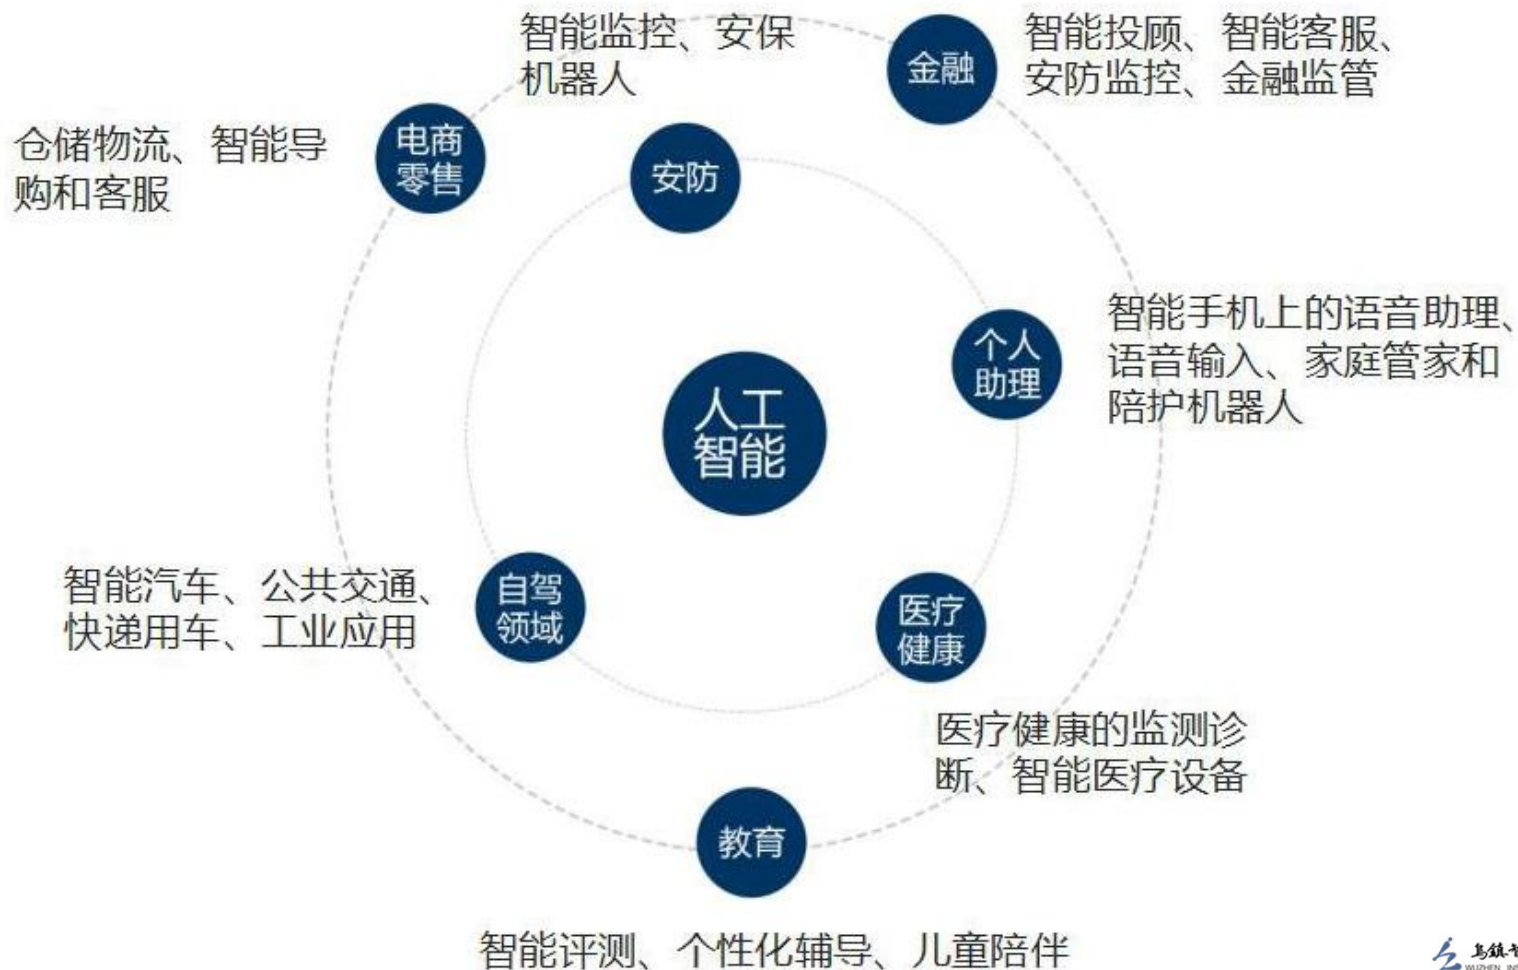 智能监控、安保
机器人
金融
智能投顾、智能客服、
安防监控、金融监管
电商
零售
仓储物流、智能导
购和客服
安防
个人
助理
智能手机上的语音助理、
语音输入、家庭管家和
陪护机器人
人工
智能
自驾
领域
智能汽车、公共交通、
快递用车、工业应用
医疗
健康
医疗健康的监测诊
断、智能医疗设备
教育
智能评测、个性化辅导、儿童陪伴
烏鎮
WUZHEN